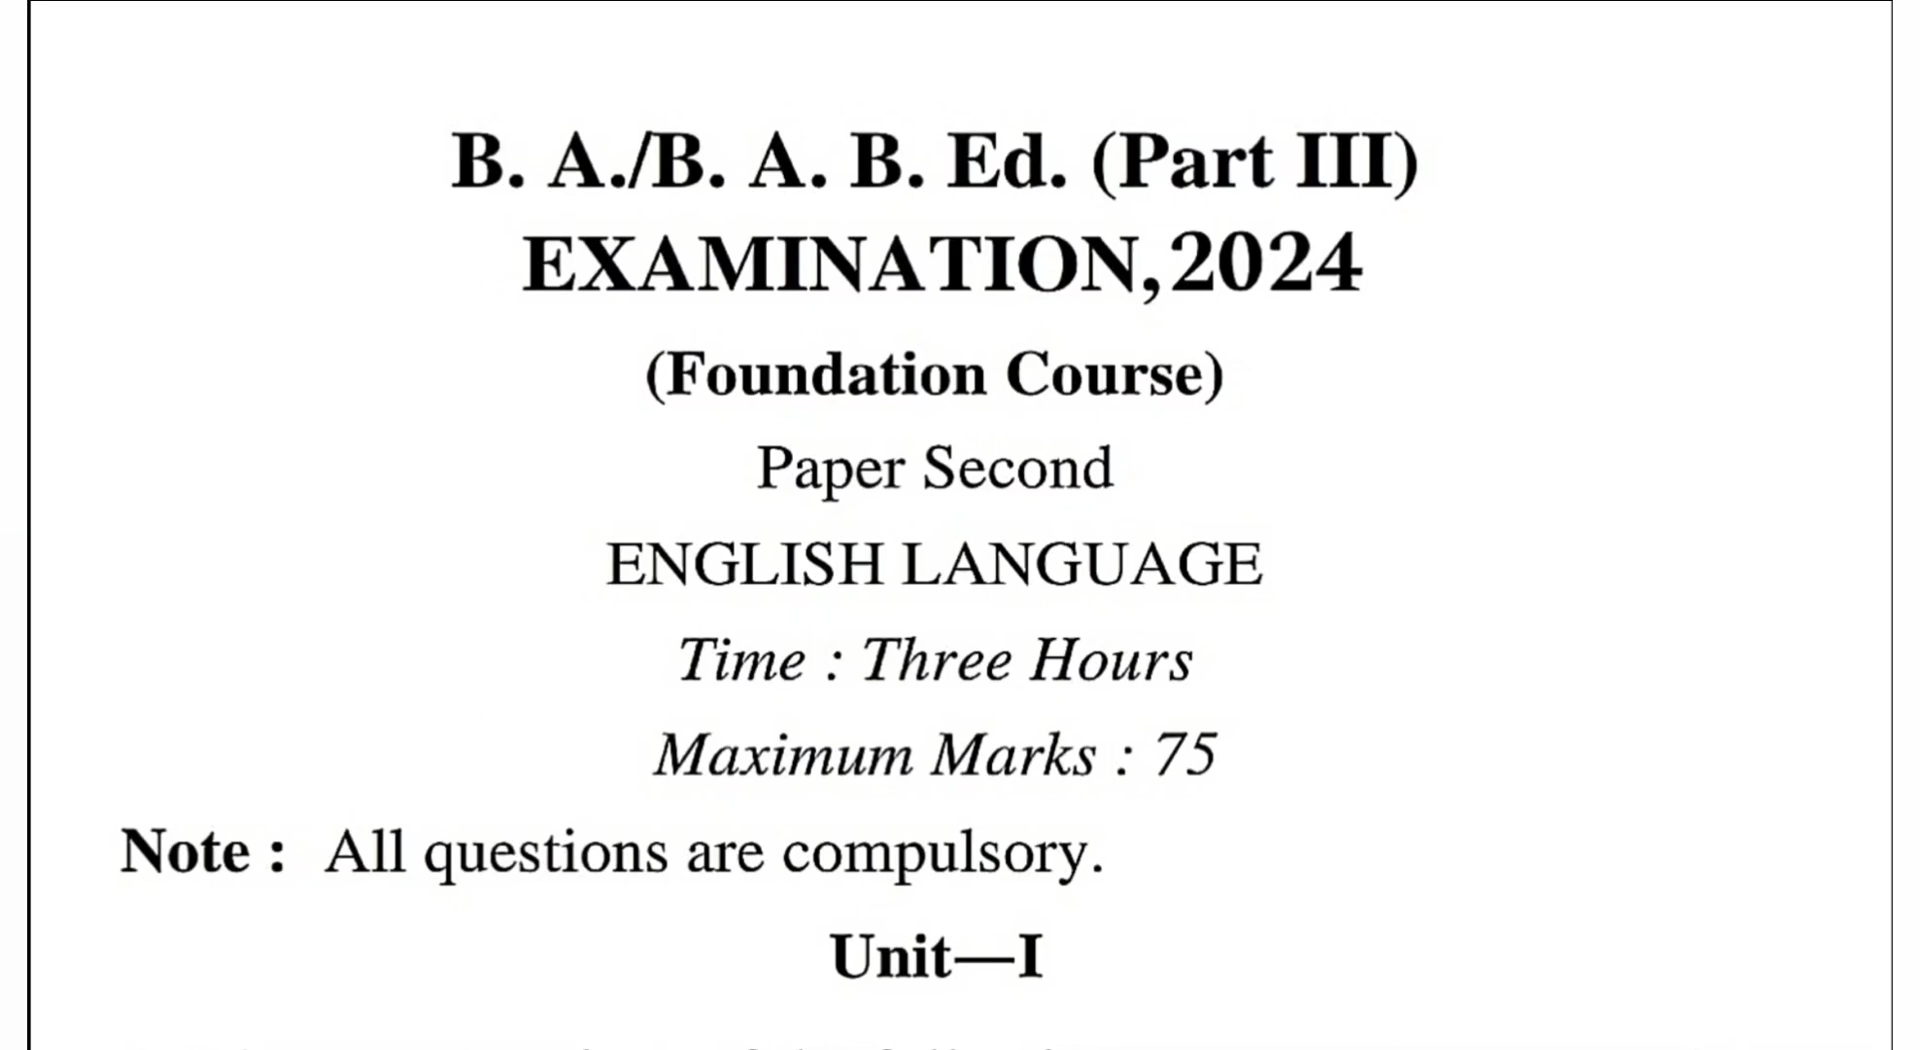 B. A./B. A. B. Ed. (Part III)
EXAMINATION,2024
(Foundation Course)
Paper Second
ENGLISH LANGUAGE
Time : Three Hours
Maximum Marks : 75
Note : All questions are compulsory.
Unit—I